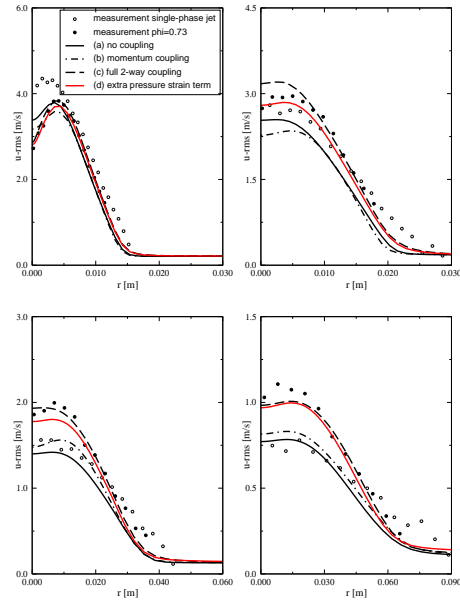 measurement single-phase jet
measurement phi=0.73
(a) no coupling
(b) momentum coupling
(c) full 2-way coupling
(d) extra pressure strain term
6.0
4.0
2.0
0.0
u-rms [m/s]
0.000 0.010 0.020 0.030
r [m]
4.5
3.0
1.5
0.0
u-rms [m/s]
0.000 0.010 0.020 0.030
r [m]
3.0
2.0
1.0
0.0
u-rms [m/s]
0.000 0.020 0.040 0.060
r [m]
1.5
1.0
0.5
0.0
u-rms [m/s]
0.000 0.030 0.060 0.090
r [m]